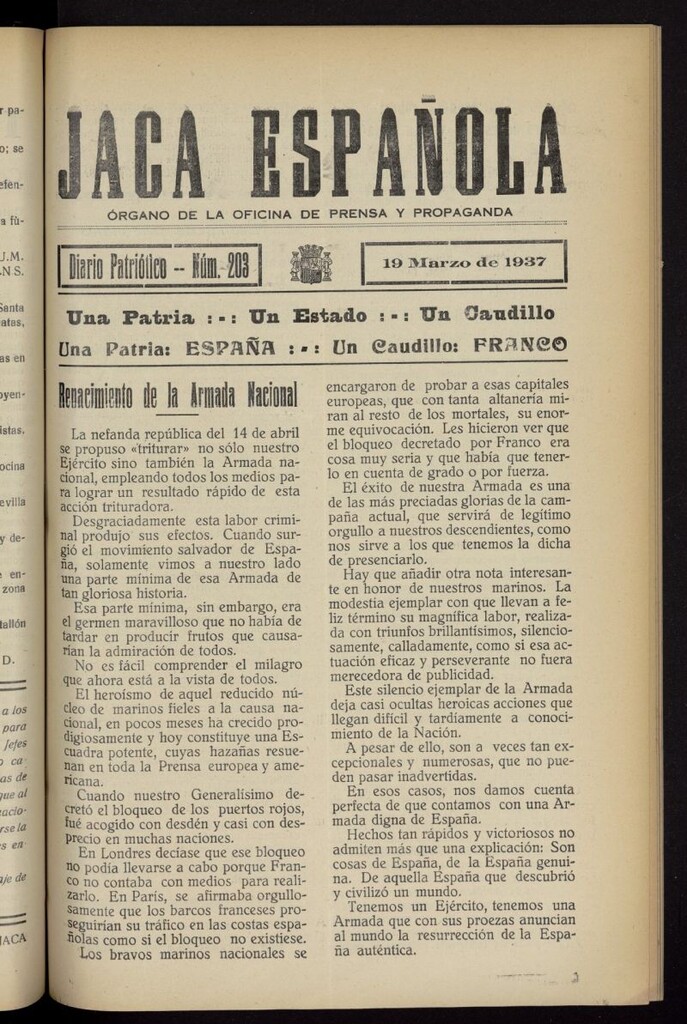 JACA ESPAÑOLA
ÓRGANO DE LA OFICINA DE PRENSA Y PROPAGANDA
Diario Patriótico -- Núm. 203
19 Marzo de 1937
Una Patria :-: Un Estado :-: Un Caudillo
Una Patria: ESPAÑA :-: Un Caudillo: FRANCO
Renacimiento de la Armada Nacional
La nefanda república del 14 de abril
se propuso «triturar» no sólo nuestro
Ejército sino también la Armada na-
cional, empleando todos los medios pa-
ra lograr un resultado rápido de esta
acción trituradora.
Desgraciadamente esta labor crimi-
nal produjo sus efectos. Cuando sur-
gió el movimiento salvador de Espa-
ña, solamente vimos a nuestro lado
una parte mínima de esa Armada de
tan gloriosa historia.
Esa parte mínima, sin embargo, era
el germen maravilloso que no había de
tardar en producir frutos que causa-
rían la admiración de todos.
No es fácil comprender el milagro
que ahora está a la vista de todos.
El heroísmo de aquel reducido nú-
cleo de marinos fieles a la causa na-
cional, en pocos meses ha crecido pro-
digiosamente y hoy constituye una Es-
cuadra potente, cuyas hazañas resue-
nan en toda la Prensa europea y ame-
ricana.
Cuando nuestro Generalísimo de-
cretó el bloqueo de los puertos rojos,
fué acogido con desdén y casi con des-
precio en muchas naciones.
En Londres decíase que ese bloqueo
no podía llevarse a cabo porque Fran-
co no contaba con medios para reali-
zarlo. En París, se afirmaba orgullo-
samente que los barcos franceses pro-
seguirían su tráfico en las costas espa-
ñolas como si el bloqueo no existiese.
Los bravos marinos nacionales se
encargaron de probar a esas capitales
europeas, que con tanta altanería mi-
ran al resto de los mortales, su enor-
me equivocación. Les hicieron ver que
el bloqueo decretado por Franco era
cosa muy seria y que había que tener-
lo en cuenta de grado o por fuerza.
El éxito de nuestra Armada es una
de las más preciadas glorias de la cam-
paña actual, que servirá de legítimo
orgullo a nuestros descendientes, como
nos sirve a los que tenemos la dicha
de presenciarlo.
Hay que añadir otra nota interesan-
te en honor de nuestros marinos. La
modestia ejemplar con que llevan a fe-
liz término su magnífica labor, realiza-
da con triunfos brillantísimos, silencio-
samente, calladamente, como si esa ac-
tuación eficaz y perseverante no fuera
merecedora de publicidad.
Este silencio ejemplar de la Armada
deja casi ocultas heroicas acciones que
llegan difícil y tardíamente a conoci-
miento de la Nación.
A pesar de ello, son a veces tan ex-
cepcionales y numerosas, que no pue-
den pasar inadvertidas.
En esos casos, nos damos cuenta
perfecta de que contamos con una Ar-
mada digna de España.
Hechos tan rápidos y victoriosos no
admiten más que una explicación: Son
cosas de España, de la España genui-
na. De aquella España que descubrió
y civilizó un mundo.
Tenemos un Ejército, tenemos una
Armada que con sus proezas anuncian
al mundo la resurrección de la Espa-
ña auténtica.